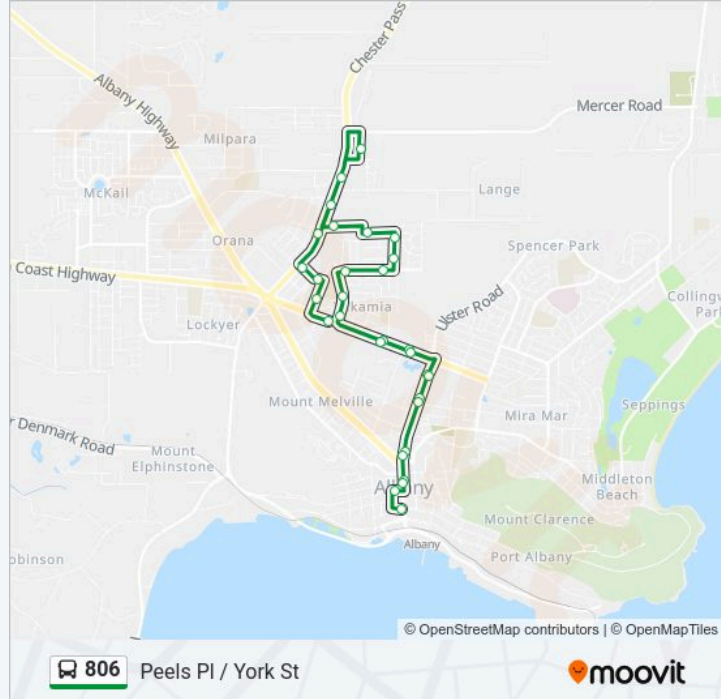 Chester Pass
Albany Highway
Mercer Road
Milpara
McKail
Lange
Orana
Spencer Park
Coast Highway
Collingw
Park
kamia
Ulster Road
Lockyer
Mount Melville
Seppings
Mira Mar
r Denmark Road
Mount
Elphinstone
Middleton
Beach
Albany
Mount Clarence
Albany
Port Albany
obinson
© OpenStreetMap contributors | © OpenMapTiles
806 Peels Pl / York St
moovit